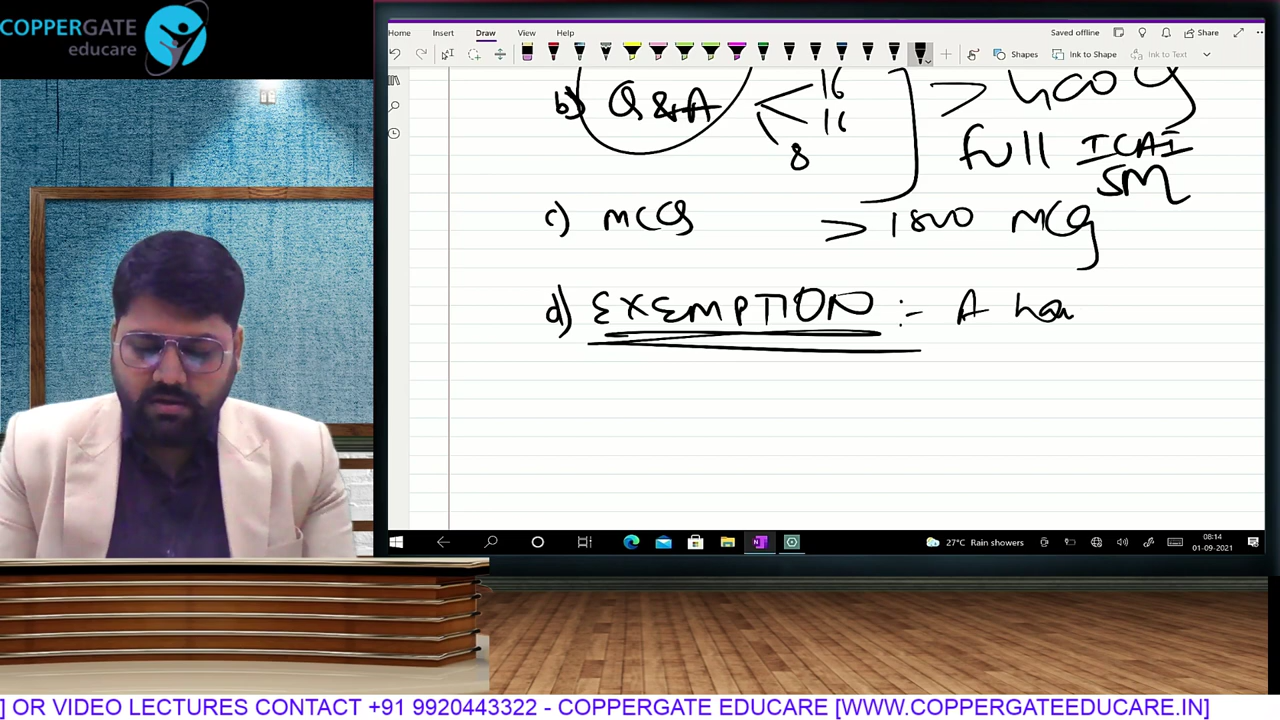 COPPERGATE
educare
Home Insert Draw View Help
Saved offline
Share
Shapes
Ink to Shape
Ink to Text
b) Q&A 16 > 400 Q
16
8
full ICAI
SM
c) MCQ > 1800 MCQ
d) EXEMPTION :- A
27°C Rain showers
08:14
01-09-2021
] OR VIDEO LECTURES CONTACT +91 9920443322 - COPPERGATE EDUCARE [WWW.COPPERGATEEDUCARE.IN]